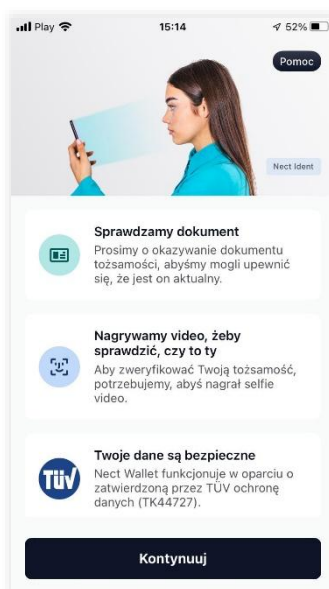 Play 15:14 52%
Pomoc
Nect Ident
Sprawdzamy dokument
Prosimy o okazywanie dokumentu
tożsamości, abyśmy mogli upewnić
się, że jest on aktualny.
Nagrywamy video, żeby
sprawdzić, czy to ty
Aby zweryfikować Twoją tożsamość,
potrzebujemy, abyś nagrał selfie
video.
Twoje dane są bezpieczne
TÜV
Nect Wallet funkcjonuje w oparciu o
zatwierdzoną przez TÜV ochronę
danych (TK44727).
Kontynuuj